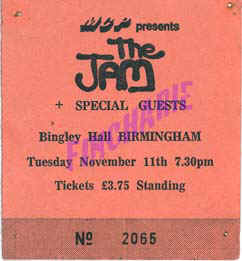 presents
The
JAM
+ SPECIAL GUESTS
Bingley Hall BIRMINGHAM
FINCHARIE
Tuesday November 11th 7.30pm
Tickets £3.75 Standing
Nº 2065